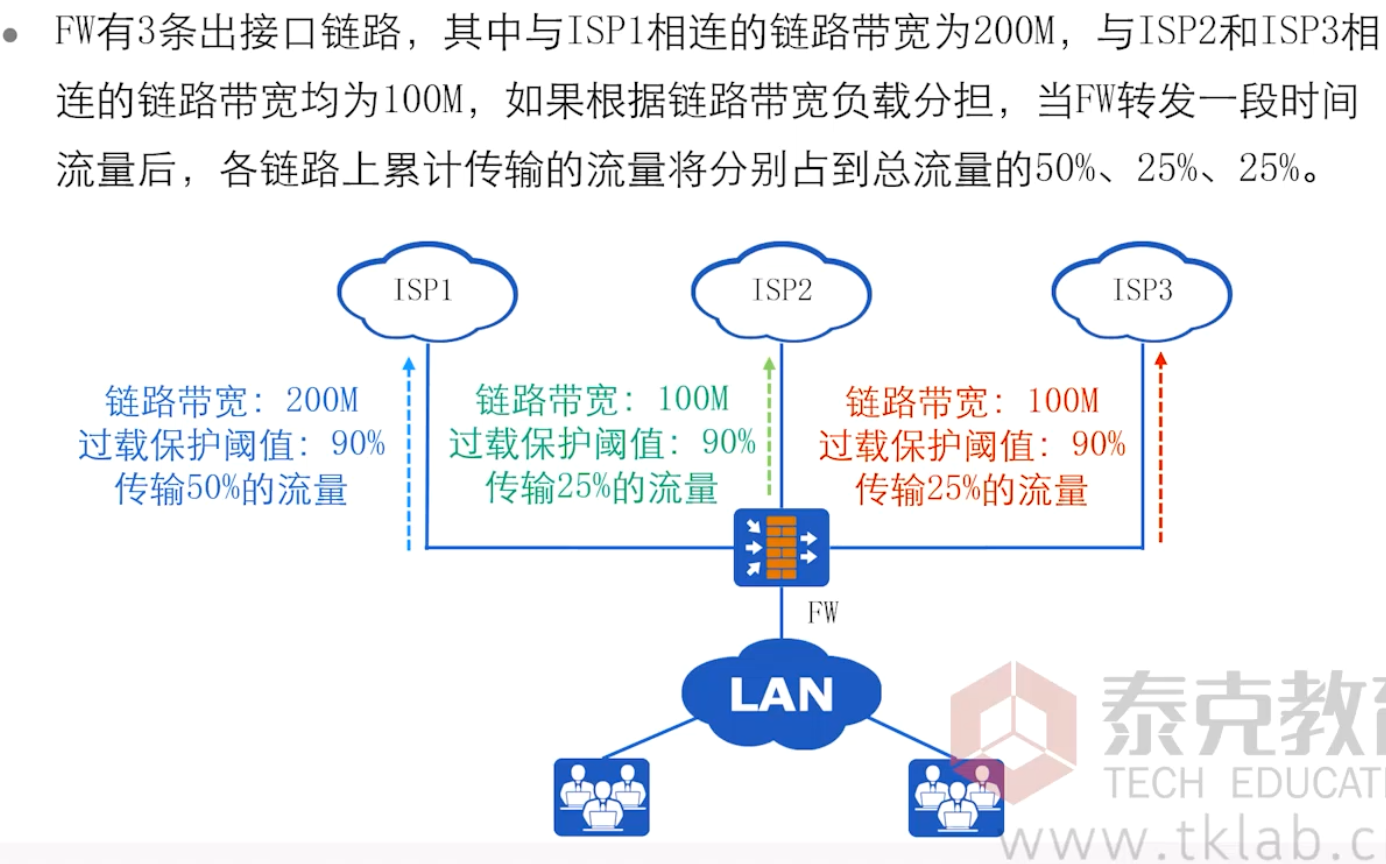 FW有3条出接口链路，其中与ISP1相连的链路带宽为200M，与ISP2和ISP3相
连的链路带宽均为100M，如果根据链路带宽负载分担，当FW转发一段时间
流量后，各链路上累计传输的流量将分别占到总流量的50%、25%、25%。
ISP1
ISP2
ISP3
链路带宽：200M
过载保护阈值：90%
传输50%的流量
链路带宽：100M
过载保护阈值：90%
传输25%的流量
链路带宽：100M
过载保护阈值：90%
传输25%的流量
FW
LAN
泰克教
TECH EDUCAT
www.tklab.c